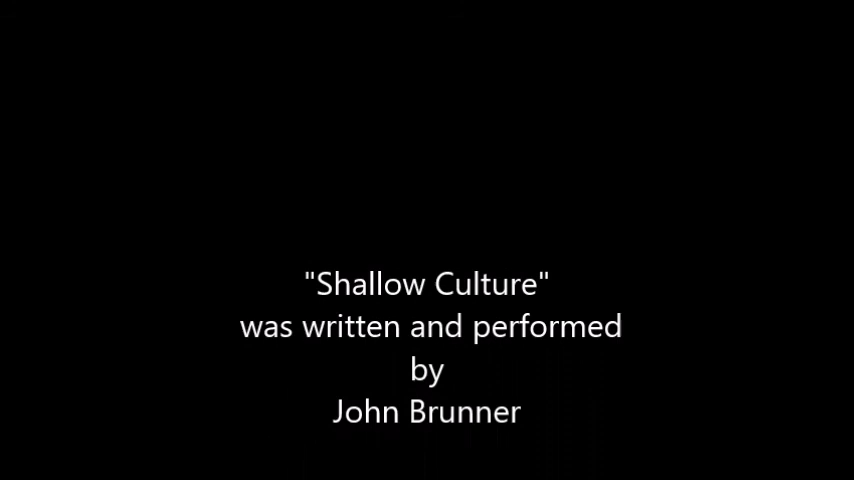 "Shallow Culture"
was written and performed
by
John Brunner